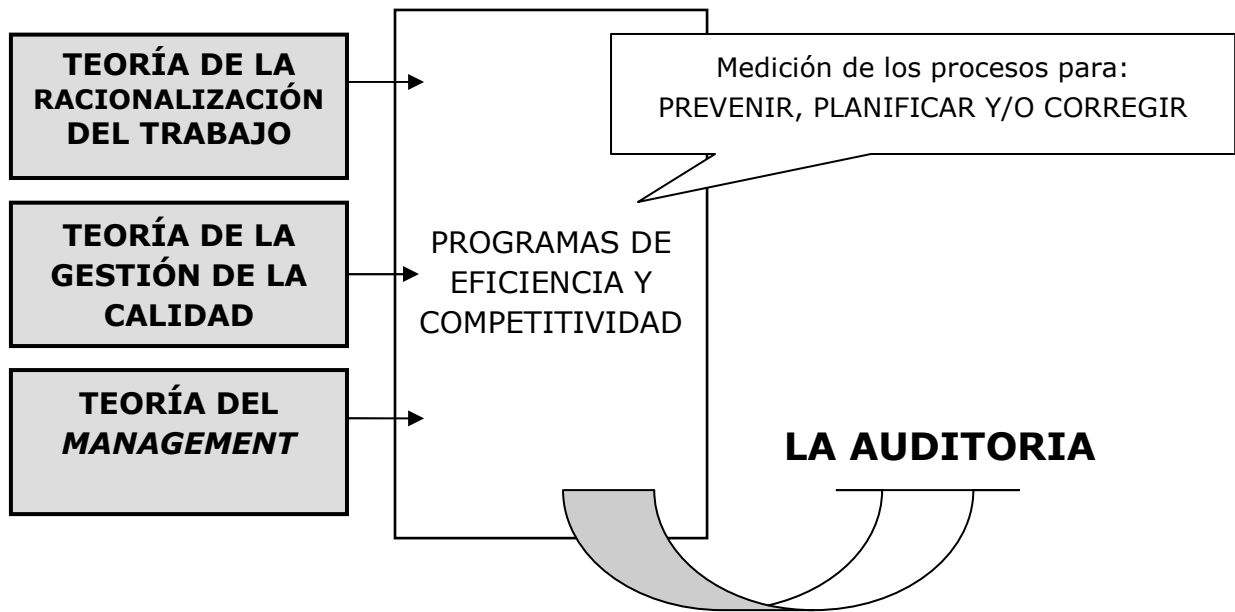 TEORÍA DE LA
RACIONALIZACIÓN
DEL TRABAJO
TEORÍA DE LA
GESTIÓN DE LA
CALIDAD
TEORÍA DEL
MANAGEMENT
PROGRAMAS DE
EFICIENCIA Y
COMPETITIVIDAD
Medición de los procesos para:
PREVENIR, PLANIFICAR Y/O CORREGIR
LA AUDITORIA